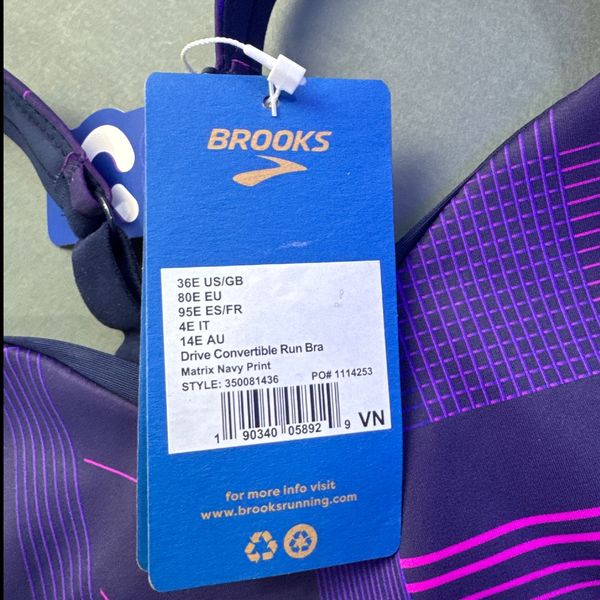 BROOKS
36E US/GB
80E EU
95E ES/FR
4E IT
14E AU
Drive Convertible Run Bra
Matrix Navy Print
STYLE: 350081436 PO# 1114253
1 90340 05892 9 VN
for more info visit
www.brooksrunning.com